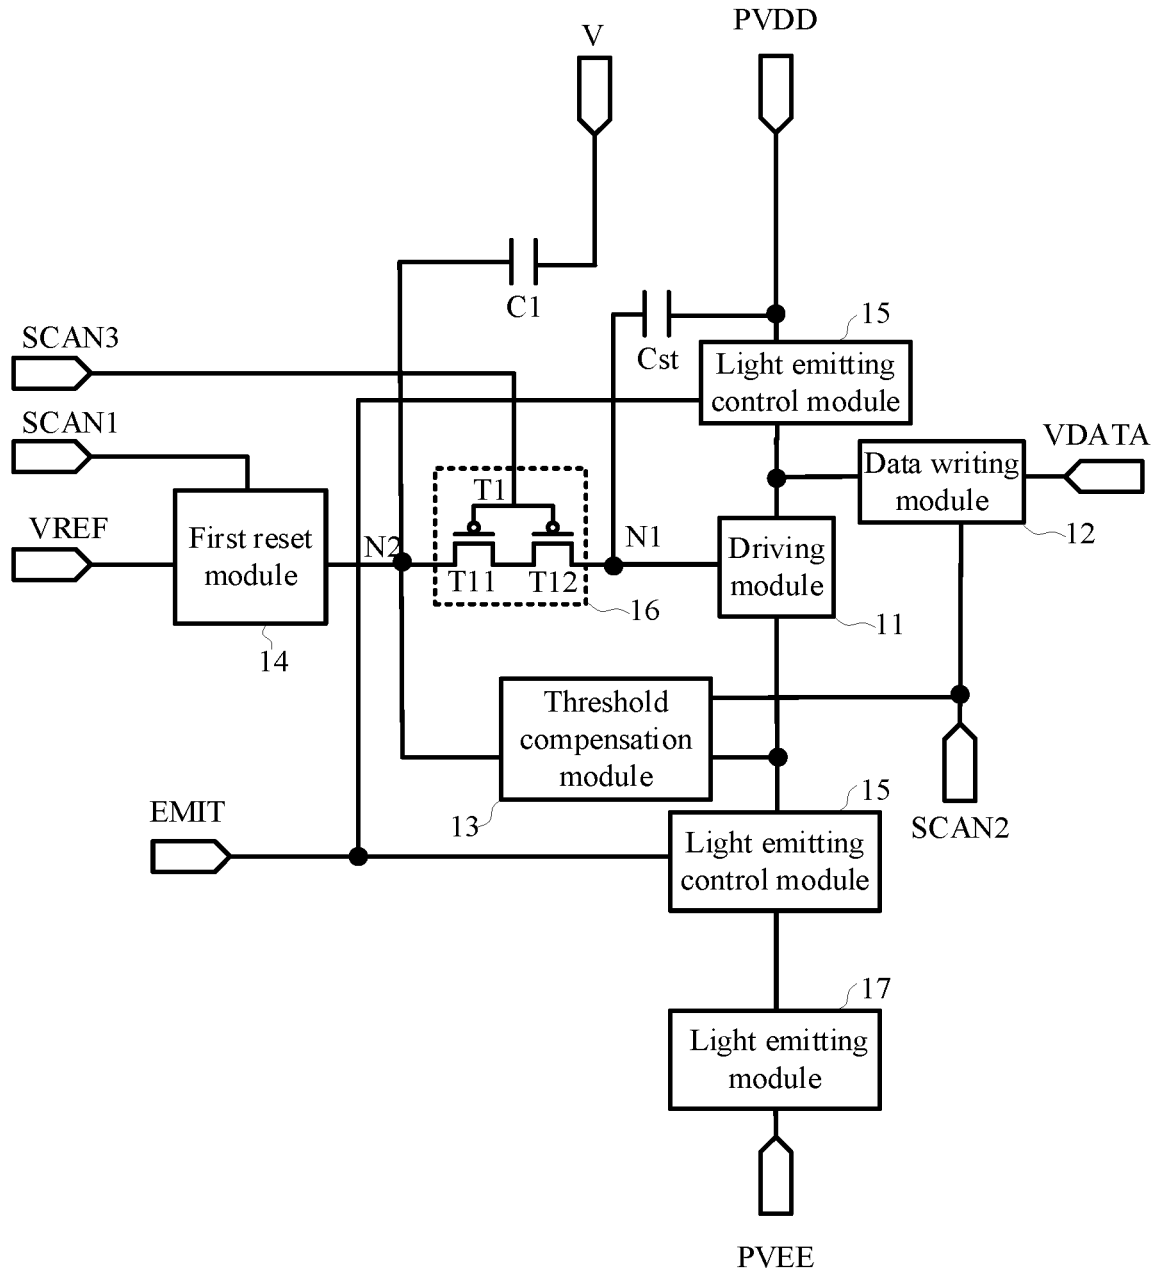 PVDD
V
C1
15
SCAN3
Cst
Light emitting
control module
SCAN1
VDATA
Data writing
module
T1
VREF
First reset
module
N2
N1
Driving
module
12
T11
T12
16
11
14
Threshold
compensation
module
15
EMIT
13
SCAN2
Light emitting
control module
17
Light emitting
module
PVEE